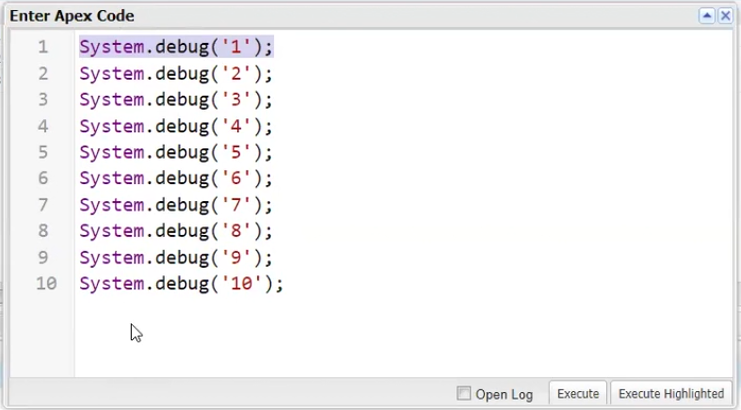 Enter Apex Code
1 System.debug('1');
2 System.debug('2');
3 System.debug('3');
4 System.debug('4');
5 System.debug('5');
6 System.debug('6');
7 System.debug('7');
8 System.debug('8');
9 System.debug('9');
10 System.debug('10');
Open Log Execute Execute Highlighted